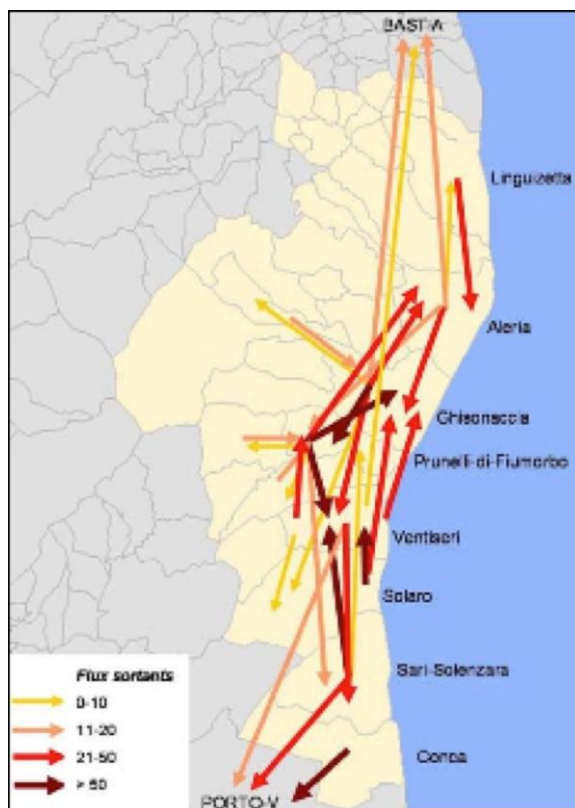 BASTIA
Linguizetta
Aleria
Ghisonaccia
Prunelli-di-Fiumorbo
Ventiseri
Solaro
Sari-Solenzara
Conca
Flux sortants
0-10
11-20
21-50
> 50
PORTO-V